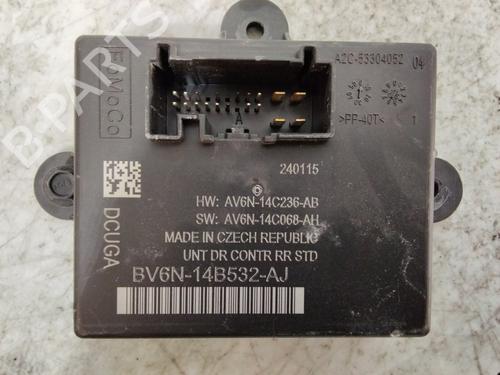 FoMoCo
A2C-53304052 04
>PP-40T< 1
A
240115
HW: AV6N-14C236-AB
SW: AV6N-14C068-AH
MADE IN CZECH REPUBLIC
UNT DR CONTR RR STD
DCUGA
BV6N-14B532-AJ